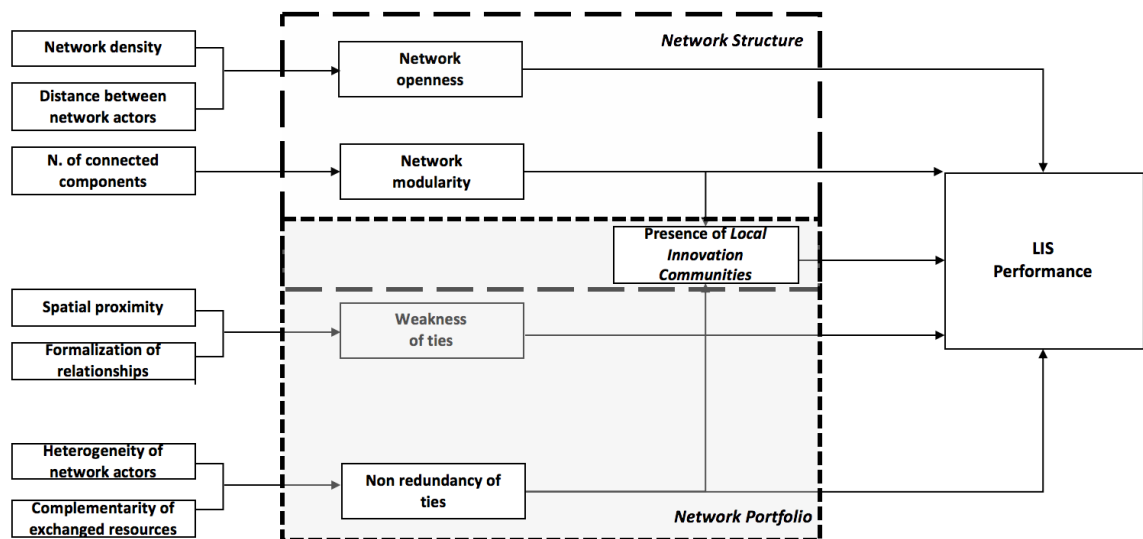 Network Structure
Network density
Network
openness
Distance between
network actors
N. of connected
components
Network
modularity
Presence of Local
Innovation
Communities
LIS
Performance
Spatial proximity
Weakness
of ties
Formalization of
relationships
Heterogeneity of
network actors
Non redundancy of
ties
Complementarity of
exchanged resources
Network Portfolio